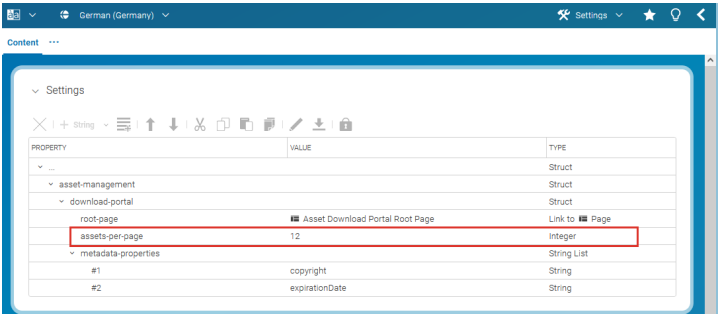 German (Germany)
Settings
Content ...
Settings
+ String
PROPERTY VALUE TYPE
... Struct
asset-management Struct
download-portal Struct
root-page Asset Download Portal Root Page Link to Page
assets-per-page 12 Integer
metadata-properties String List
#1 copyright String
#2 expirationDate String